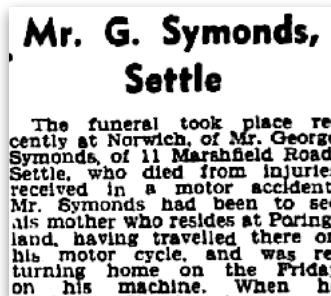 Mr. G. Symonds,
Settle
The funeral took place re
cently at Norwich, of Mr. George
Symonds, of 11 Marshfield Road
Settle, who died from injurie
received in a motor accident
Mr. Symonds had been to se
his mother who resides at Poring
land, having travelled there on
his motor cycle, and was re
turning home on the Frida
on his machine. When h